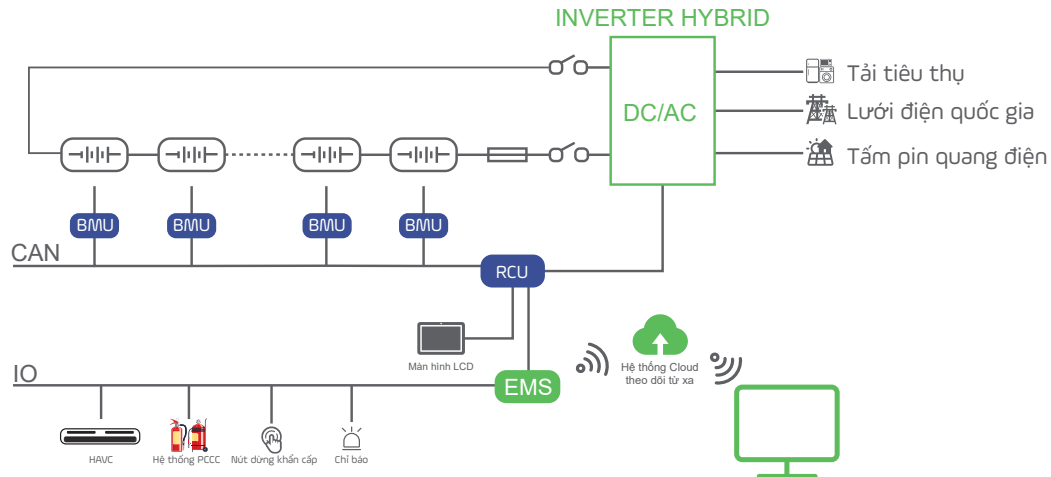 INVERTER HYBRID
DC/AC
Tải tiêu thụ
Lưới điện quốc gia
Tấm pin quang điện
BMU
BMU
BMU
BMU
CAN
RCU
Màn hình LCD
Hệ thống Cloud
theo dõi từ xa
IO
EMS
HAVC
Hệ thống PCCC
Nút dừng khẩn cấp
Chỉ báo